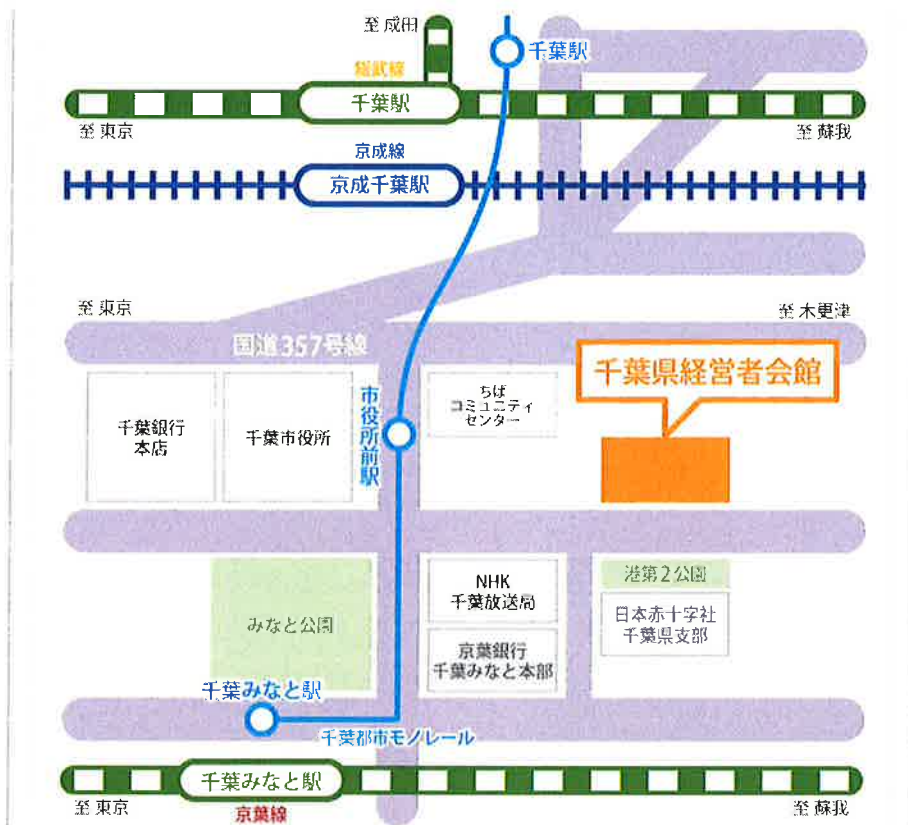 至 成田
千葉駅
総武線
千葉駅
至 東京
至 蘇我
京成線
京成千葉駅
至 東京
至 木更津
国道357号線
千葉県経営者会館
千葉銀行
本店
千葉市役所
市役所前駅
ちば
コミュニティ
センター
みなと公園
NHK
千葉放送局
港第2公園
日本赤十字社
千葉県支部
京葉銀行
千葉みなと本部
千葉みなと駅
千葉都市モノレール
千葉みなと駅
至 東京
京葉線
至 蘇我